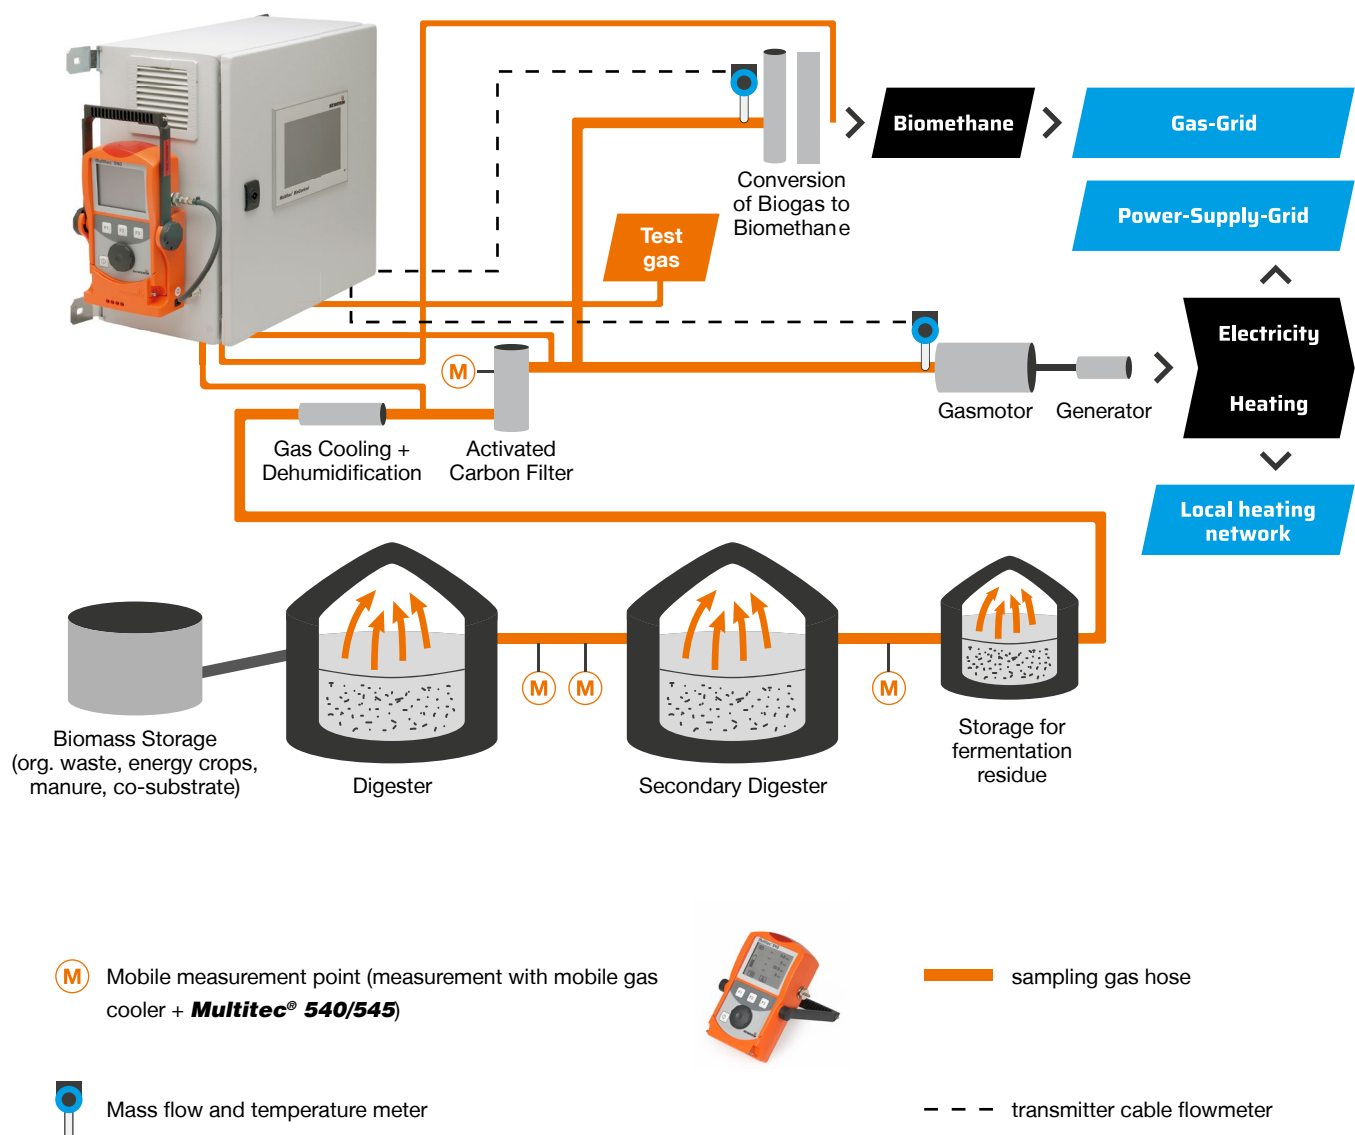 Biomethane
Gas-Grid
Conversion
of Biogas to
Biomethane
Power-Supply-Grid
Test
gas
Multitec 540
Electricity
Heating
M
Gasmotor
Generator
Gas Cooling +
Dehumidification
Activated
Carbon Filter
Local heating
network
M
M
M
Biomass Storage
(org. waste, energy crops,
manure, co-substrate)
Digester
Secondary Digester
Storage for
fermentation
residue
M
Mobile measurement point (measurement with mobile gas
cooler + Multitec® 540/545)
sampling gas hose
Mass flow and temperature meter
transmitter cable flowmeter